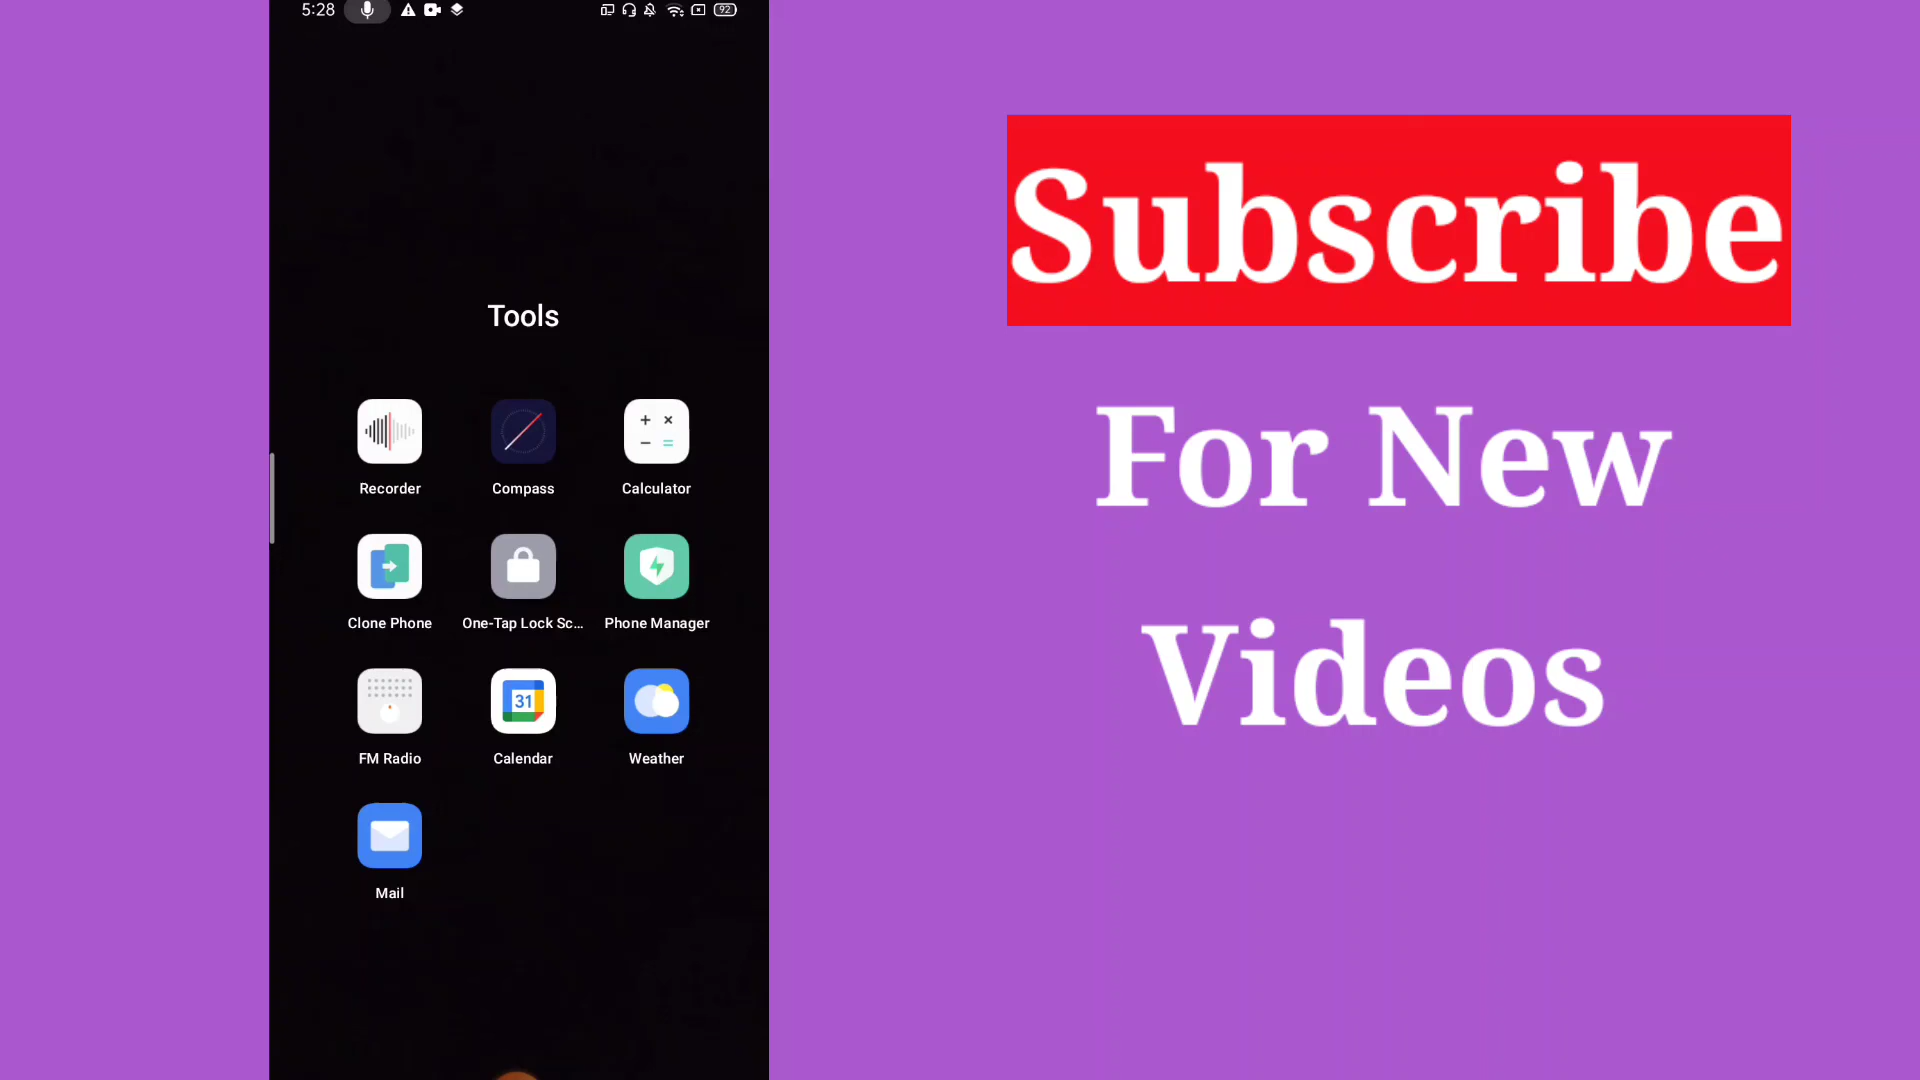 5:28
92
Tools
Recorder
Compass
Calculator
Clone Phone
One-Tap Lock Sc...
Phone Manager
31
FM Radio
Calendar
Weather
Mail
Subscribe
For New
Videos